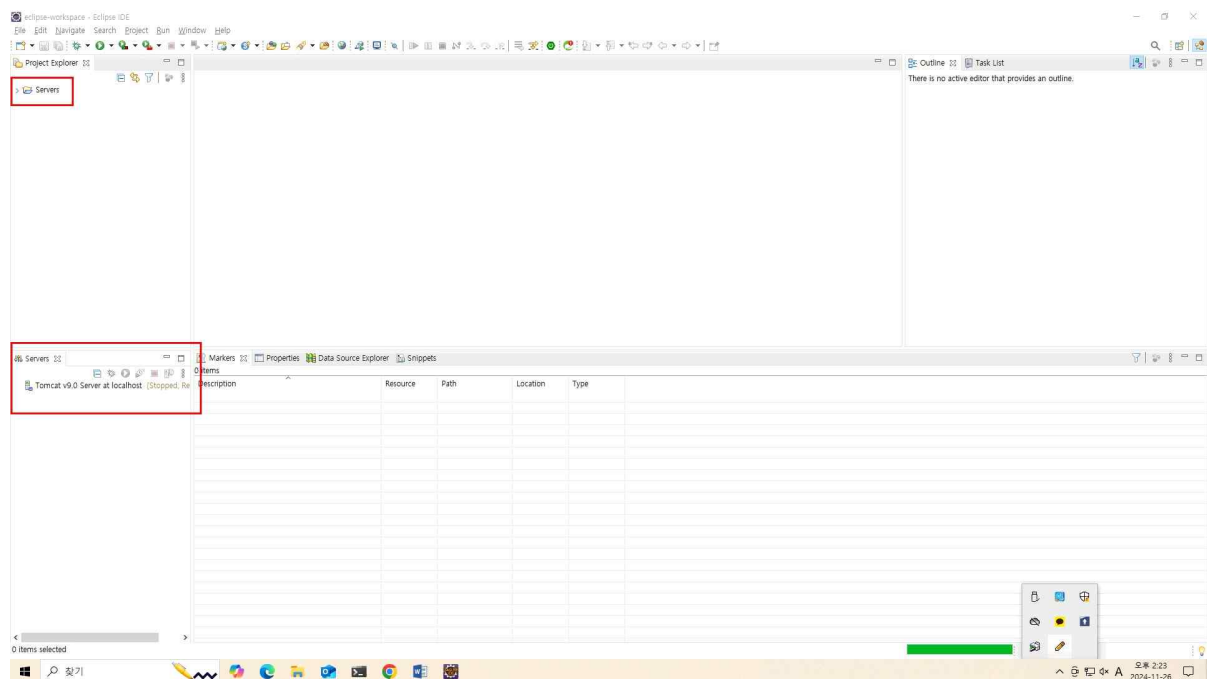 eclipse-workspace - Eclipse IDE
File Edit Navigate Search Project Run Window Help
Project Explorer
Servers
Outline Task List
There is no active editor that provides an outline.
Servers
Tomcat v9.0 Server at localhost [Stopped, Re
Markers Properties Data Source Explorer Snippets
0 items
Description Resource Path Location Type
0 items selected
찾기
A
오후 2:23
2024-11-26